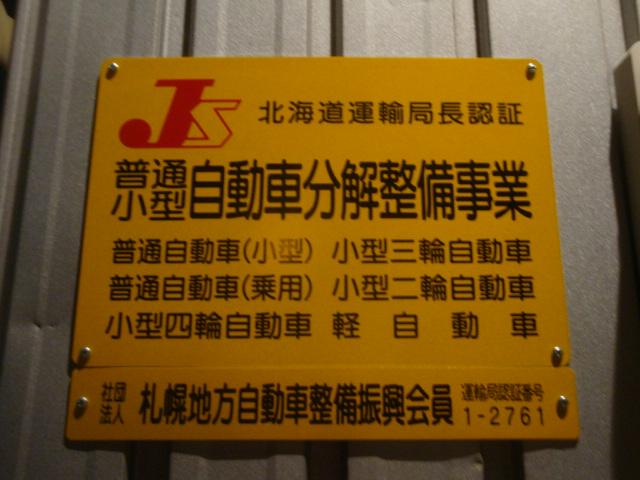 JS 北海道運輸局長認証
普通
小型 自動車分解整備事業
普通自動車(小型) 小型三輪自動車
普通自動車(乗用) 小型二輪自動車
小型四輪自動車 軽自動車
社団
法人 札幌地方自動車整備振興会員 運輸局認証番号
1-2761